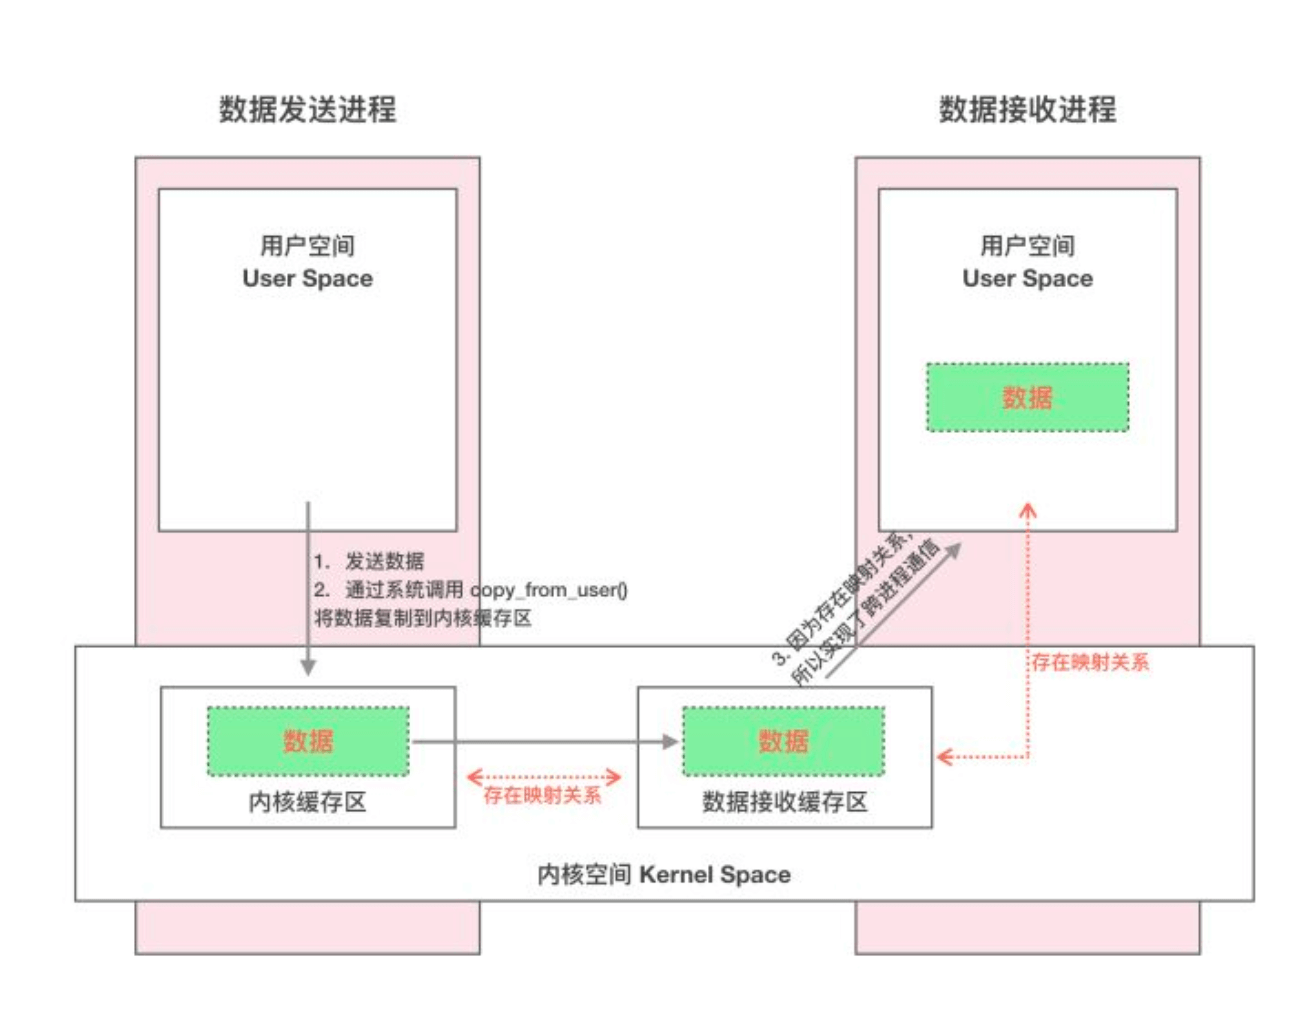 数据发送进程
数据接收进程
用户空间
User Space
用户空间
User Space
数据
1. 发送数据
2. 通过系统调用 copy_from_user()
将数据复制到内核缓存区
3. 因为存在映射关系，
所以实现了跨进程通信
存在映射关系
数据
数据
存在映射关系
内核缓存区
数据接收缓存区
内核空间 Kernel Space